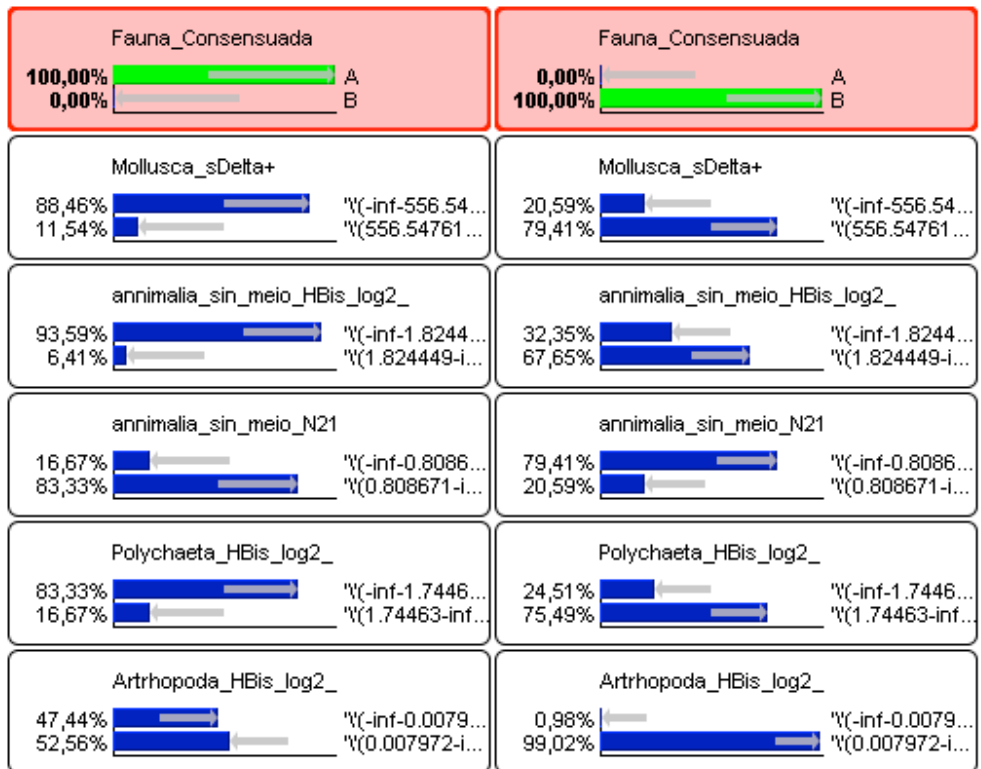 Fauna_Consensuada
100,00% A
0,00% B
Mollusca_sDelta+
88,46% "\'(-inf-556.54...
11,54% "\'(556.54761...
annimalia_sin_meio_HBis_log2_
93,59% "\'(-inf-1.8244...
6,41% "\'(1.824449-i...
annimalia_sin_meio_N21
16,67% "\'(-inf-0.8086...
83,33% "\'(0.808671-i...
Polychaeta_HBis_log2_
83,33% "\'(-inf-1.7446...
16,67% "\'(1.74463-inf...
Artrhopoda_HBis_log2_
47,44% "\'(-inf-0.0079...
52,56% "\'(0.007972-i...
Fauna_Consensuada
0,00% A
100,00% B
Mollusca_sDelta+
20,59% "\'(-inf-556.54...
79,41% "\'(556.54761...
annimalia_sin_meio_HBis_log2_
32,35% "\'(-inf-1.8244...
67,65% "\'(1.824449-i...
annimalia_sin_meio_N21
79,41% "\'(-inf-0.8086...
20,59% "\'(0.808671-i...
Polychaeta_HBis_log2_
24,51% "\'(-inf-1.7446...
75,49% "\'(1.74463-inf...
Artrhopoda_HBis_log2_
0,98% "\'(-inf-0.0079...
99,02% "\'(0.007972-i...